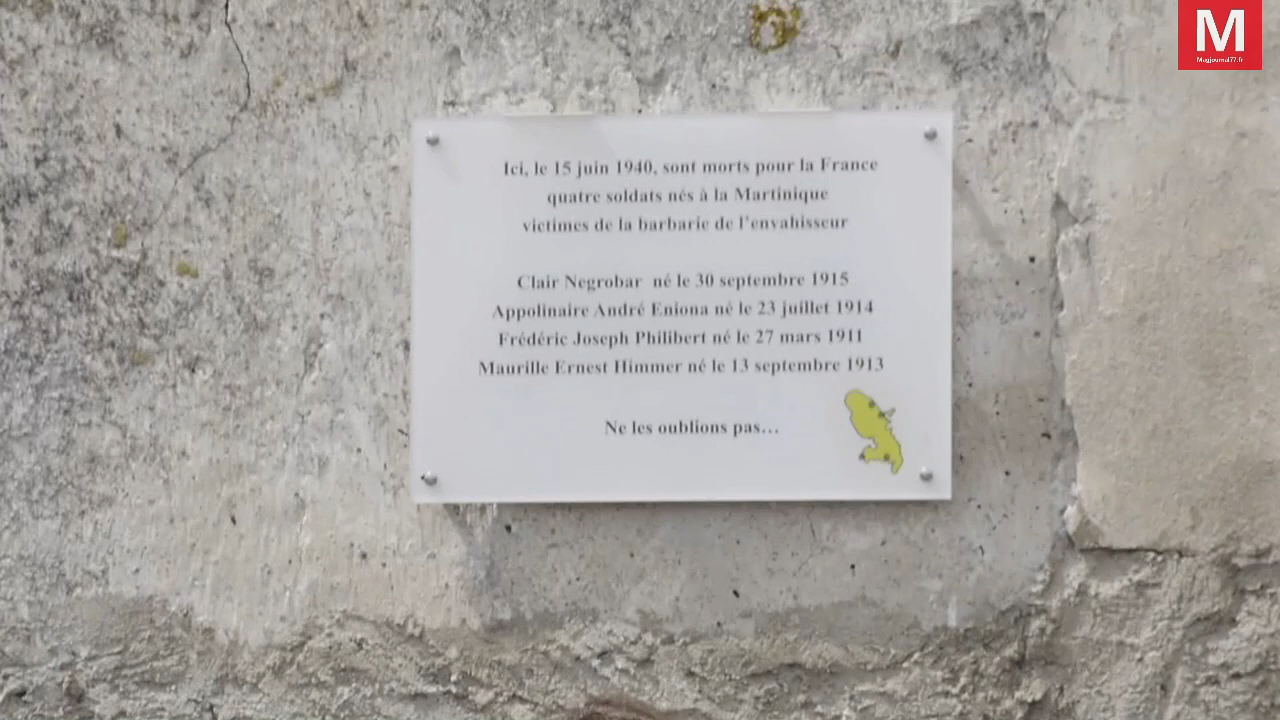 M
Magjournal77.fr
Ici, le 15 juin 1940, sont morts pour la France
quatre soldats nés à la Martinique
victimes de la barbarie de l'envahisseur
Clair Negrobar né le 30 septembre 1915
Appolinaire André Eniona né le 23 juillet 1914
Frédéric Joseph Philibert né le 27 mars 1911
Maurille Ernest Himmer né le 13 septembre 1913
Ne les oublions pas...